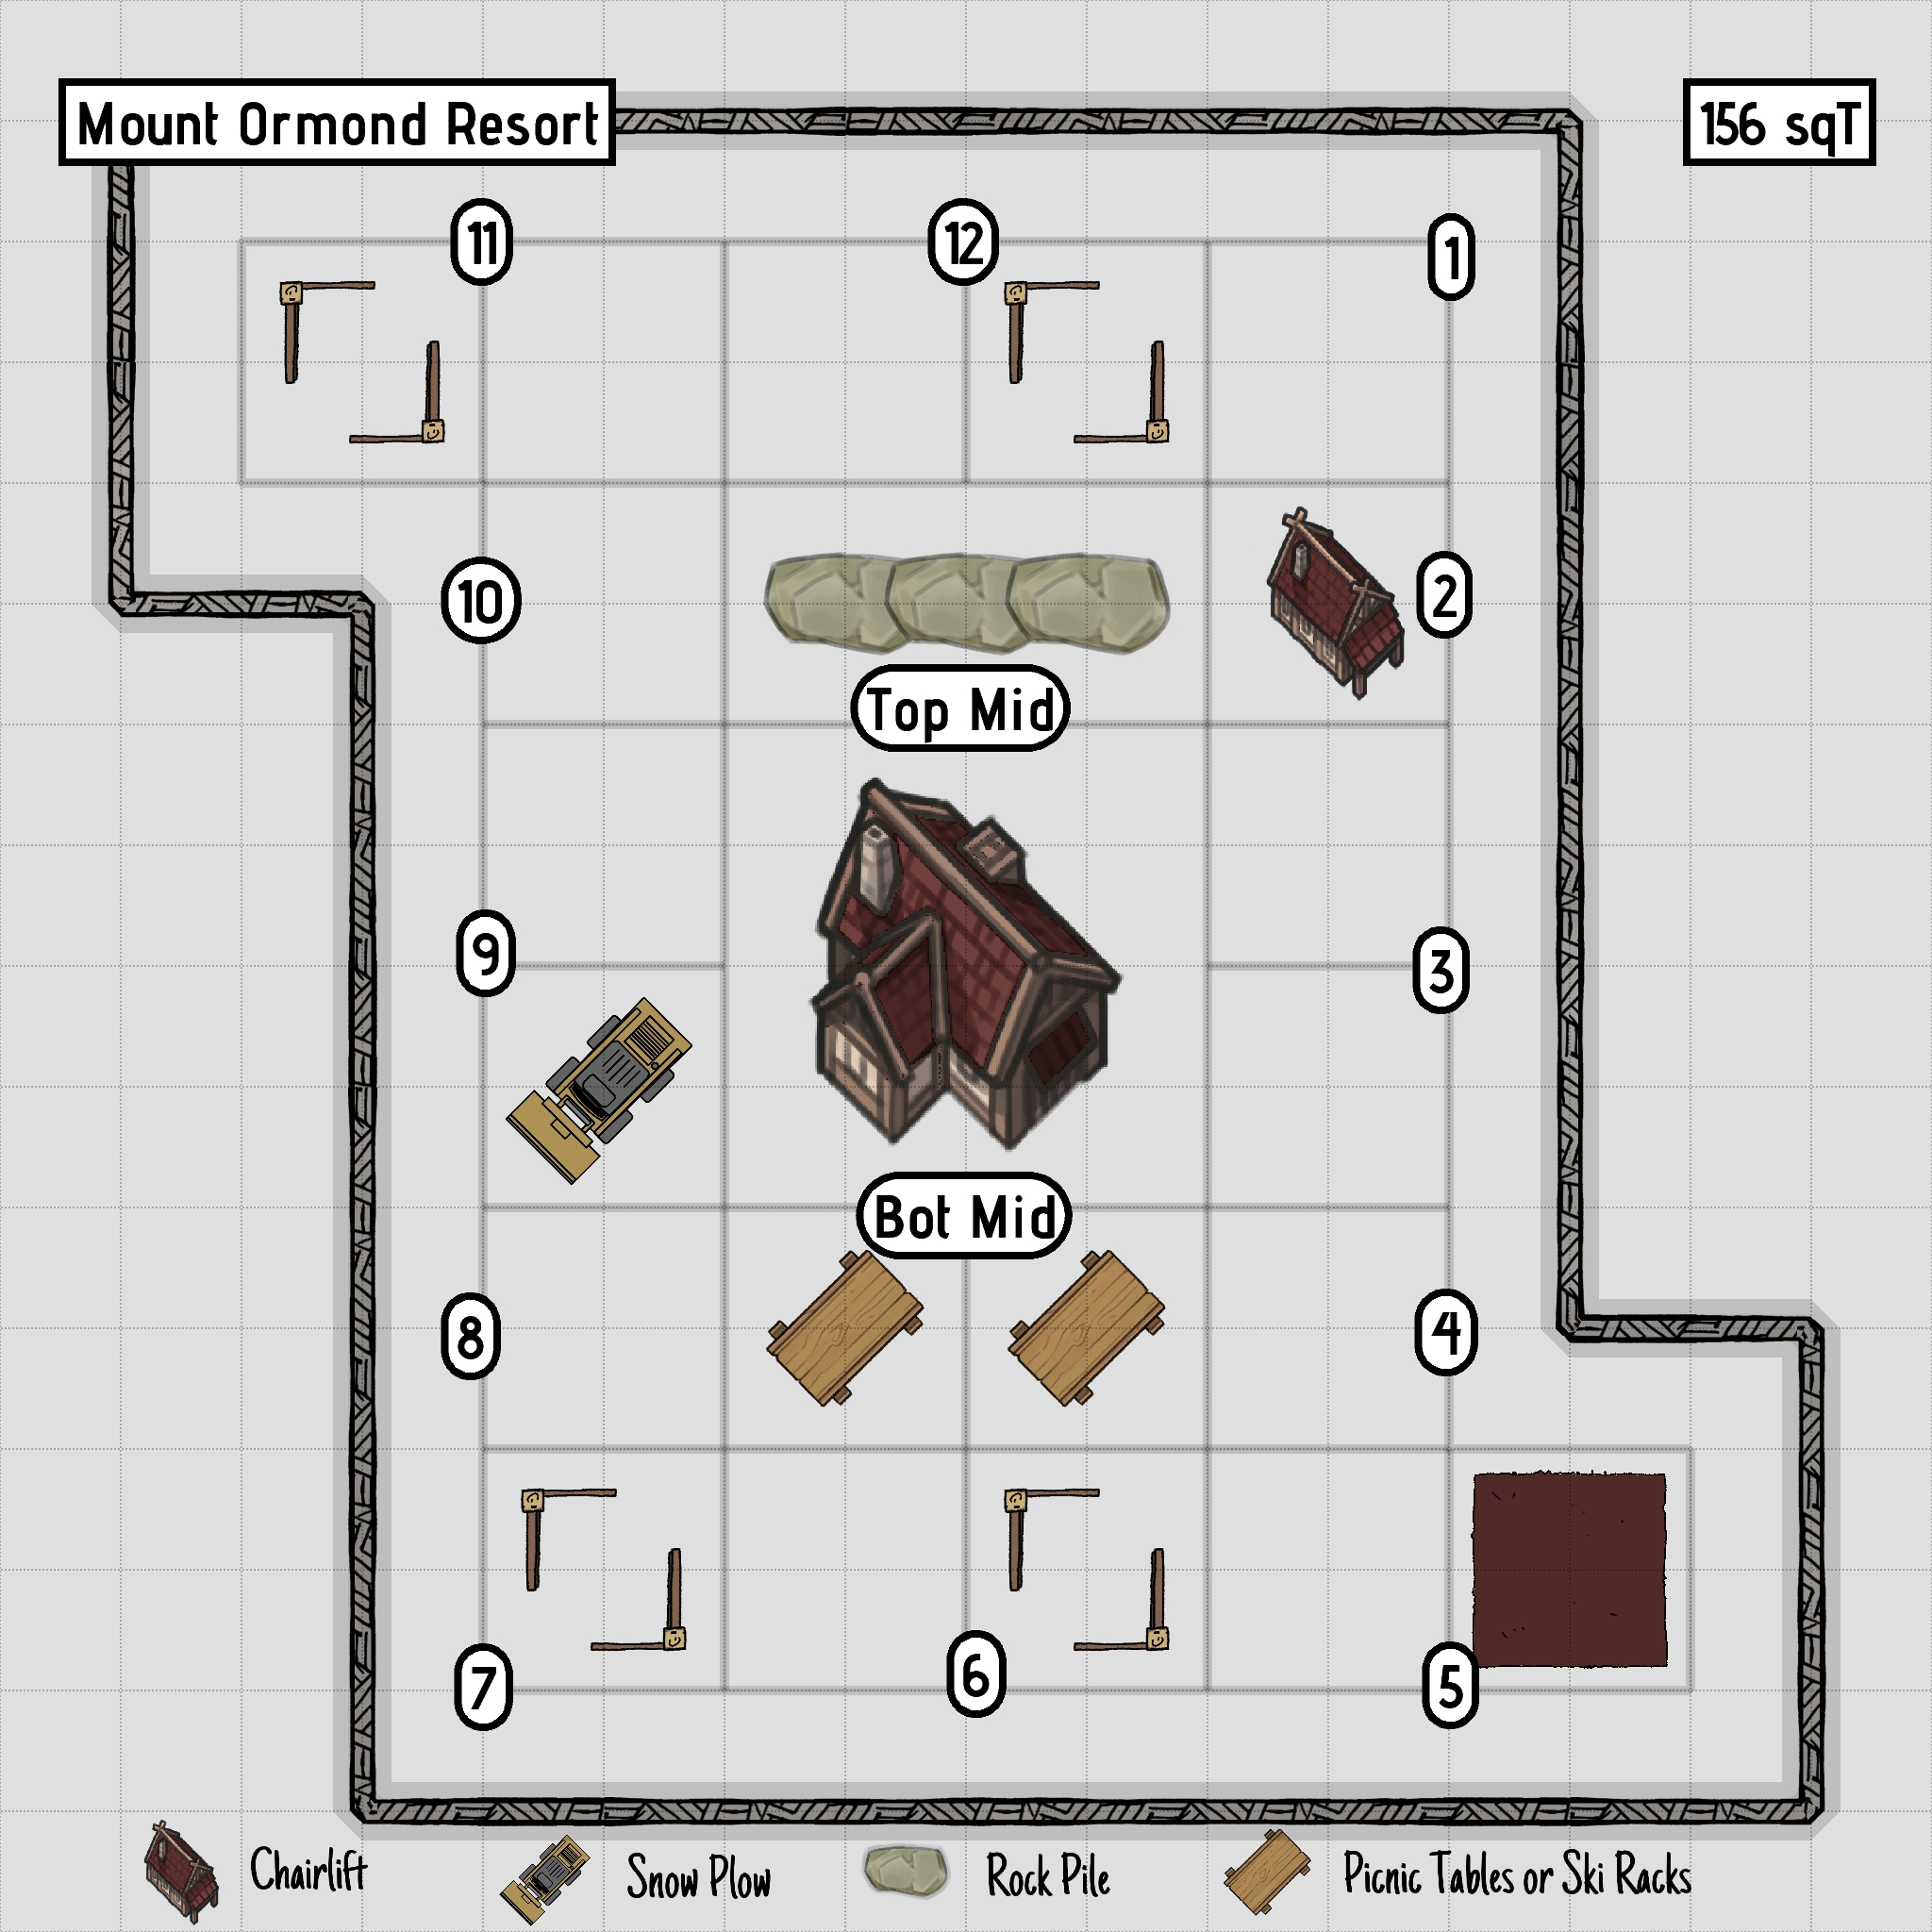 Mount Ormond Resort
156 sqT
11
12
1
10
2
Top Mid
9
3
Bot Mid
8
4
7
6
5
Chairlift
Snow Plow
Rock Pile
Picnic Tables or Ski Racks